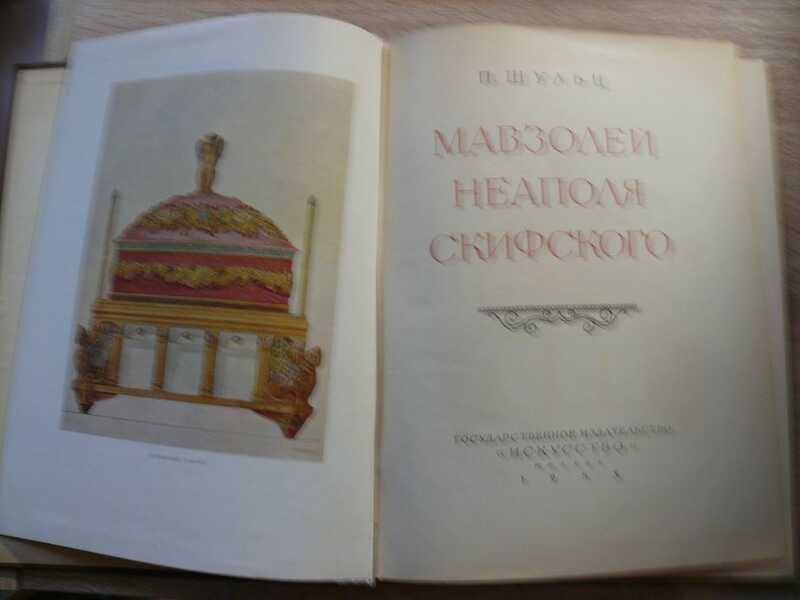 П. ШУЛЬЦ
МАВЗОЛЕЙ
НЕАПОЛЯ
СКИФСКОГО
ГОСУДАРСТВЕННОЕ ИЗДАТЕЛЬСТВО
«ИСКУССТВО»
МОСКВА